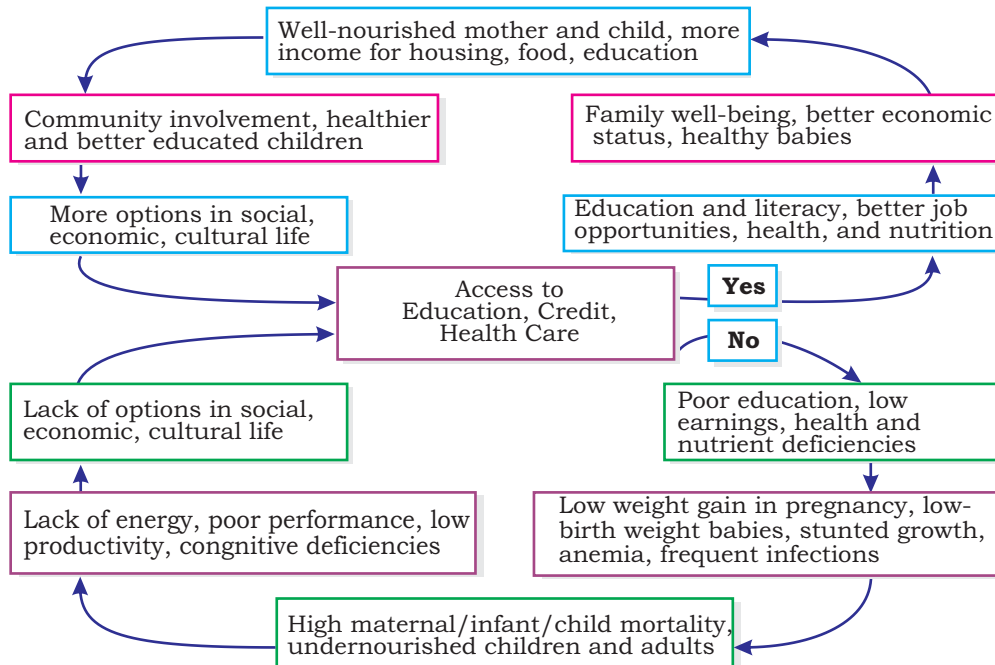 Well-nourished mother and child, more
income for housing, food, education
Community involvement, healthier
and better educated children
Family well-being, better economic
status, healthy babies
More options in social,
economic, cultural life
Education and literacy, better job
opportunities, health, and nutrition
Access to
Education, Credit,
Health Care
Yes
No
Lack of options in social,
economic, cultural life
Poor education, low
earnings, health and
nutrient deficiencies
Lack of energy, poor performance, low
productivity, congnitive deficiencies
Low weight gain in pregnancy, low-
birth weight babies, stunted growth,
anemia, frequent infections
High maternal/infant/child mortality,
undernourished children and adults